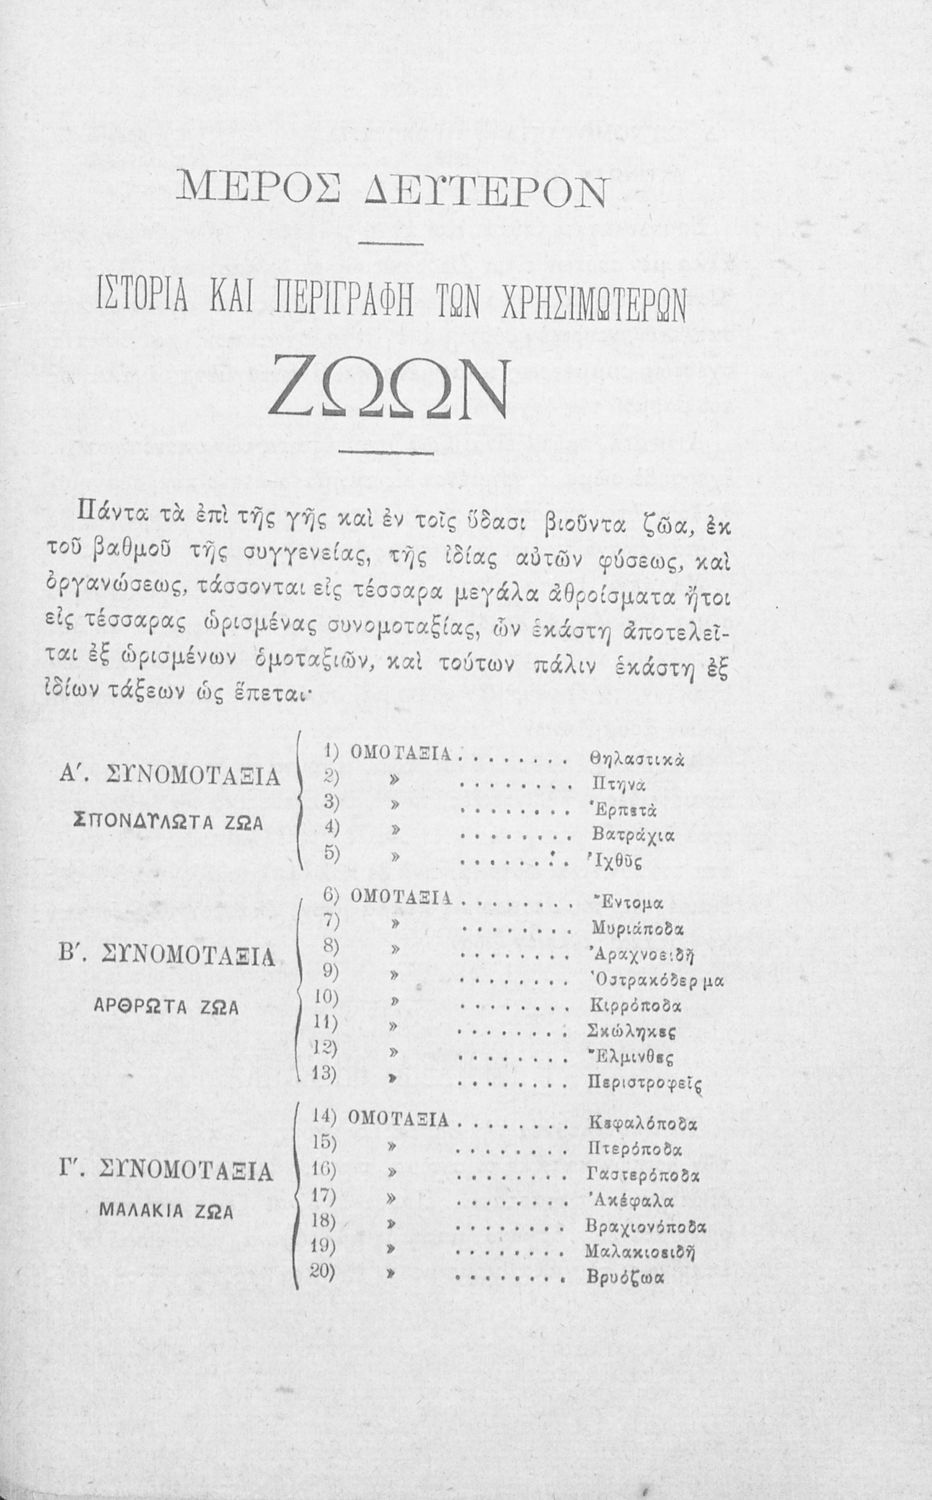 ΜΕΡΟΣ ΔΕΥΤΕΡΟΝ
ΙΣΤΟΡΙΑ ΚΑΙ ΠΕΡΙΓΡΑΦΗ ΤΩΝ ΧΡΗΣΙΜΩΤΕΡΩΝ
ΖΩΩΝ
Πάντα τὰ ἐπὶ τῆς γῆς καὶ ἐν τοῖς ὕδασι βιοῦντα ζῶα, ἐκ
τοῦ βαθμοῦ τῆς συγγενείας, τῆς ἰδίας αὐτῶν φύσεως, καὶ
ὀργανώσεως, τάσσονται εἰς τέσσαρα μεγάλα ἀθροίσματα ἤτοι
εἰς τέσσαρας ὡρισμένας συνομοταξίας, ὧν ἑκάστη ἀποτελεῖ-
ται ἐξ ὡρισμένων ὁμοταξιῶν, καὶ τούτων πάλιν ἑκάστη ἐξ
ἰδίων τάξεων ὡς ἕπεται·
Α΄. ΣΥΝΟΜΟΤΑΞΙΑ
ΣΠΟΝΔΥΛΩΤΑ ΖΩΑ
1) ΟΜΟΤΑΞΙΑ . . . . . . . . Θηλαστικὰ
2) » . . . . . . . . Πτηνὰ
3) » . . . . . . . . Ἑρπετὰ
4) » . . . . . . . . Βατράχια
5) » . . . . . . . . Ἰχθῦς
Β΄. ΣΥΝΟΜΟΤΑΞΙΑ
ΑΡΘΡΩΤΑ ΖΩΑ
6) ΟΜΟΤΑΞΙΑ . . . . . . . . Ἔντομα
7) » . . . . . . . . Μυριάποδα
8) » . . . . . . . . Ἀραχνοειδῆ
9) » . . . . . . . . Ὀστρακόδερμα
10) » . . . . . . . . Κιρρόποδα
11) » . . . . . . . . Σκώληκες
12) » . . . . . . . . Ἕλμινθες
13) » . . . . . . . . Περιστροφεῖς
Γ΄. ΣΥΝΟΜΟΤΑΞΙΑ
ΜΑΛΑΚΙΑ ΖΩΑ
14) ΟΜΟΤΑΞΙΑ . . . . . . . . Κεφαλόποδα
15) » . . . . . . . . Πτερόποδα
16) » . . . . . . . . Γαστερόποδα
17) » . . . . . . . . Ἀκέφαλα
18) » . . . . . . . . Βραχιονόποδα
19) » . . . . . . . . Μαλακιοειδῆ
20) » . . . . . . . . Βρυόζωα